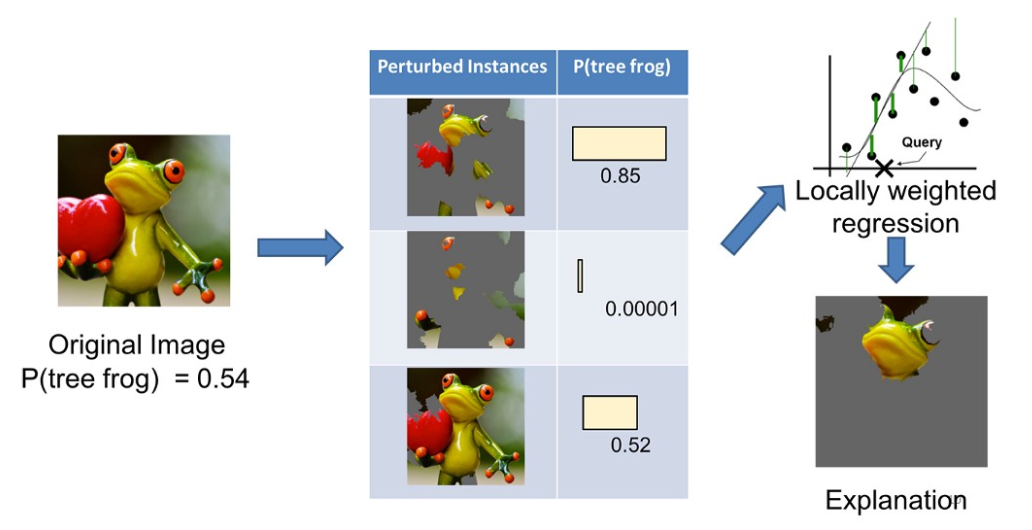 Original Image
P(tree frog) = 0.54
Perturbed Instances
P(tree frog)
0.85
0.00001
0.52
Query
Locally weighted
regression
Explanation